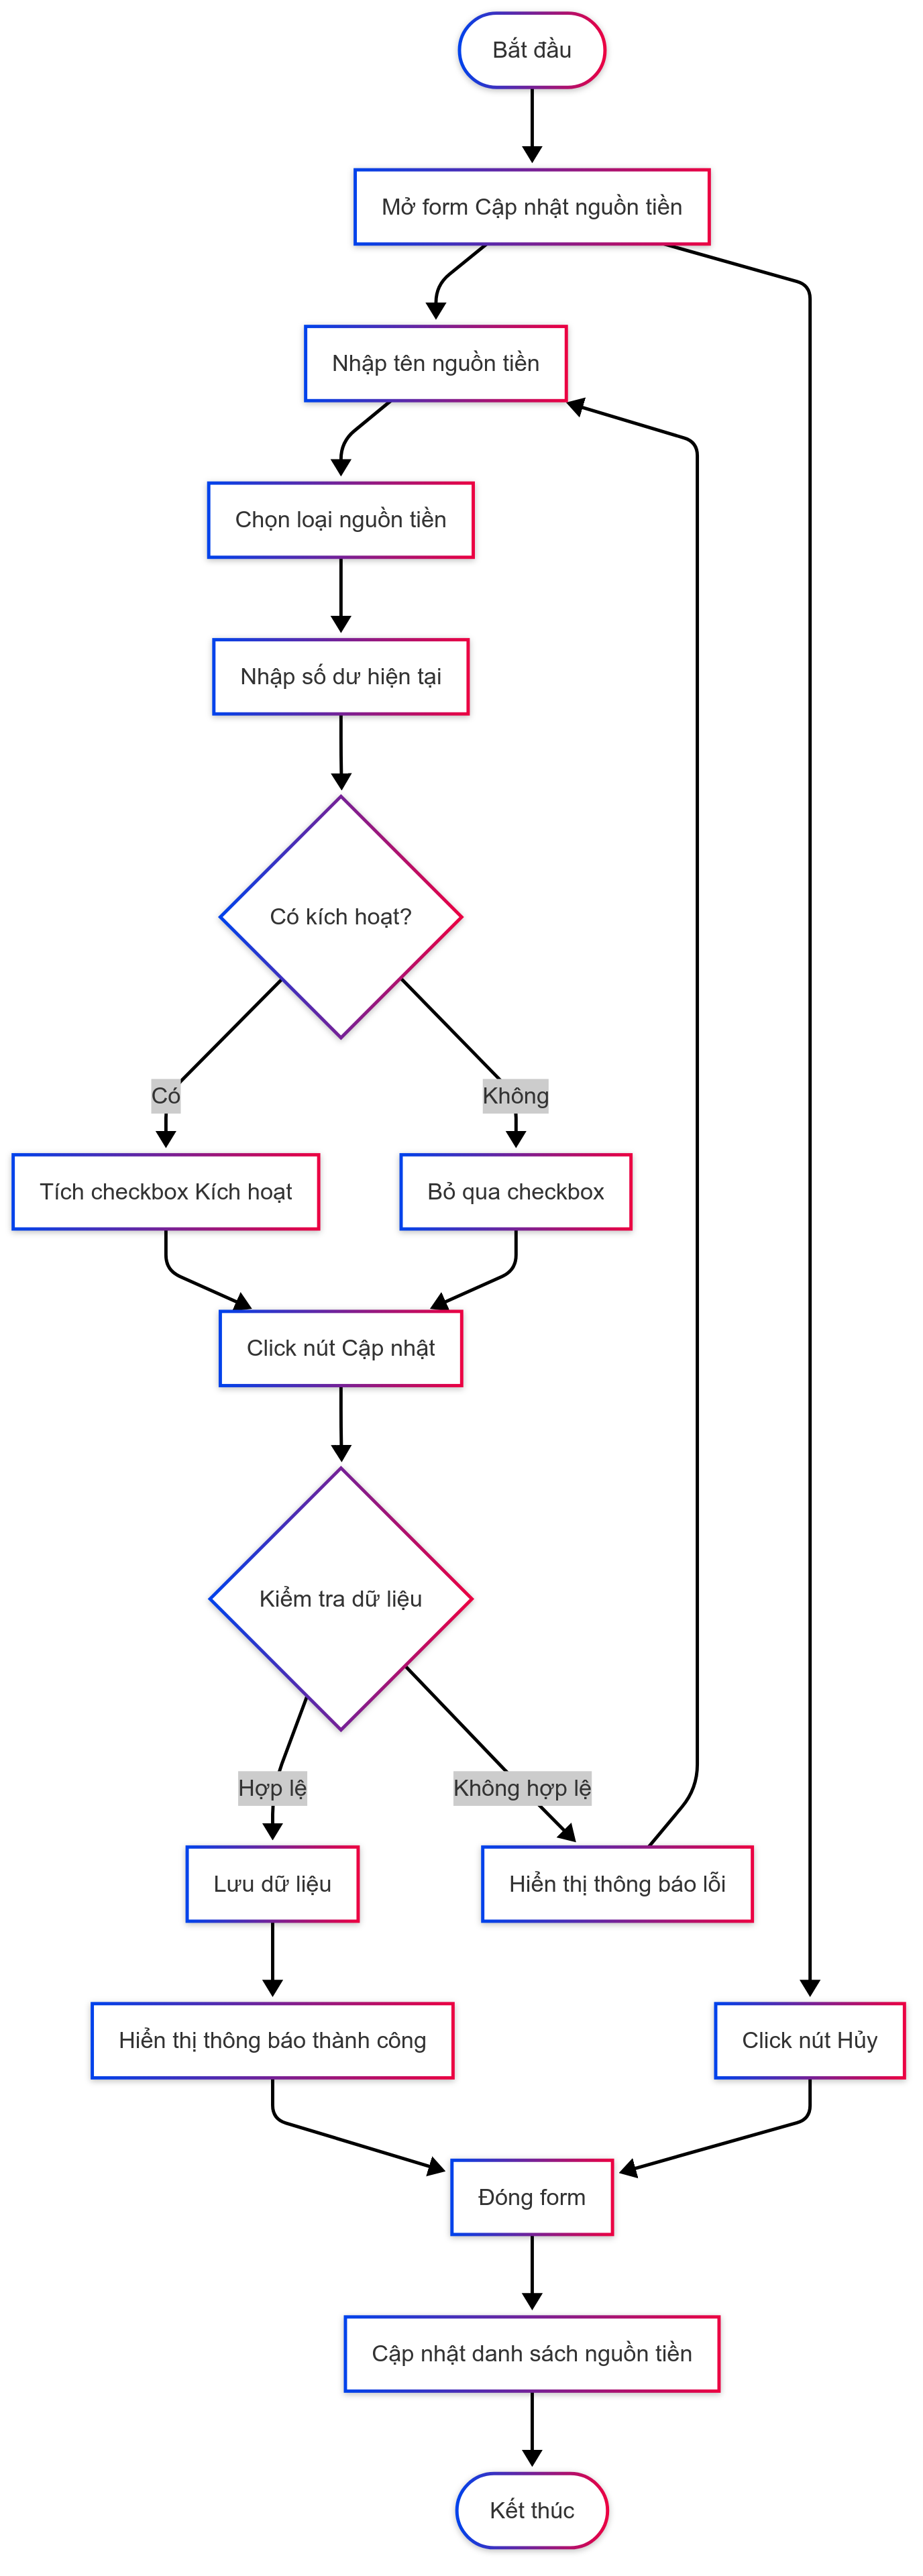 Bắt đầu
Mở form Cập nhật nguồn tiền
Nhập tên nguồn tiền
Chọn loại nguồn tiền
Nhập số dư hiện tại
Có kích hoạt?
Có
Không
Tích checkbox Kích hoạt
Bỏ qua checkbox
Click nút Cập nhật
Kiểm tra dữ liệu
Hợp lệ
Không hợp lệ
Lưu dữ liệu
Hiển thị thông báo lỗi
Hiển thị thông báo thành công
Click nút Hủy
Đóng form
Cập nhật danh sách nguồn tiền
Kết thúc